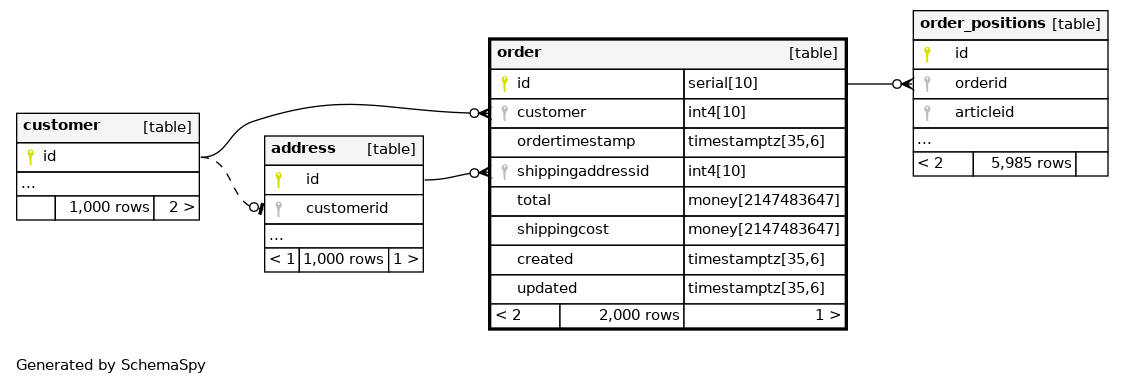 customer [table]
id
...
1,000 rows 2 >
address [table]
id
customerid
...
< 1 1,000 rows 1 >
order [table]
id serial[10]
customer int4[10]
ordertimestamp timestamptz[35,6]
shippingaddressid int4[10]
total money[2147483647]
shippingcost money[2147483647]
created timestamptz[35,6]
updated timestamptz[35,6]
< 2 2,000 rows 1 >
order_positions [table]
id
orderid
articleid
...
< 2 5,985 rows
Generated by SchemaSpy